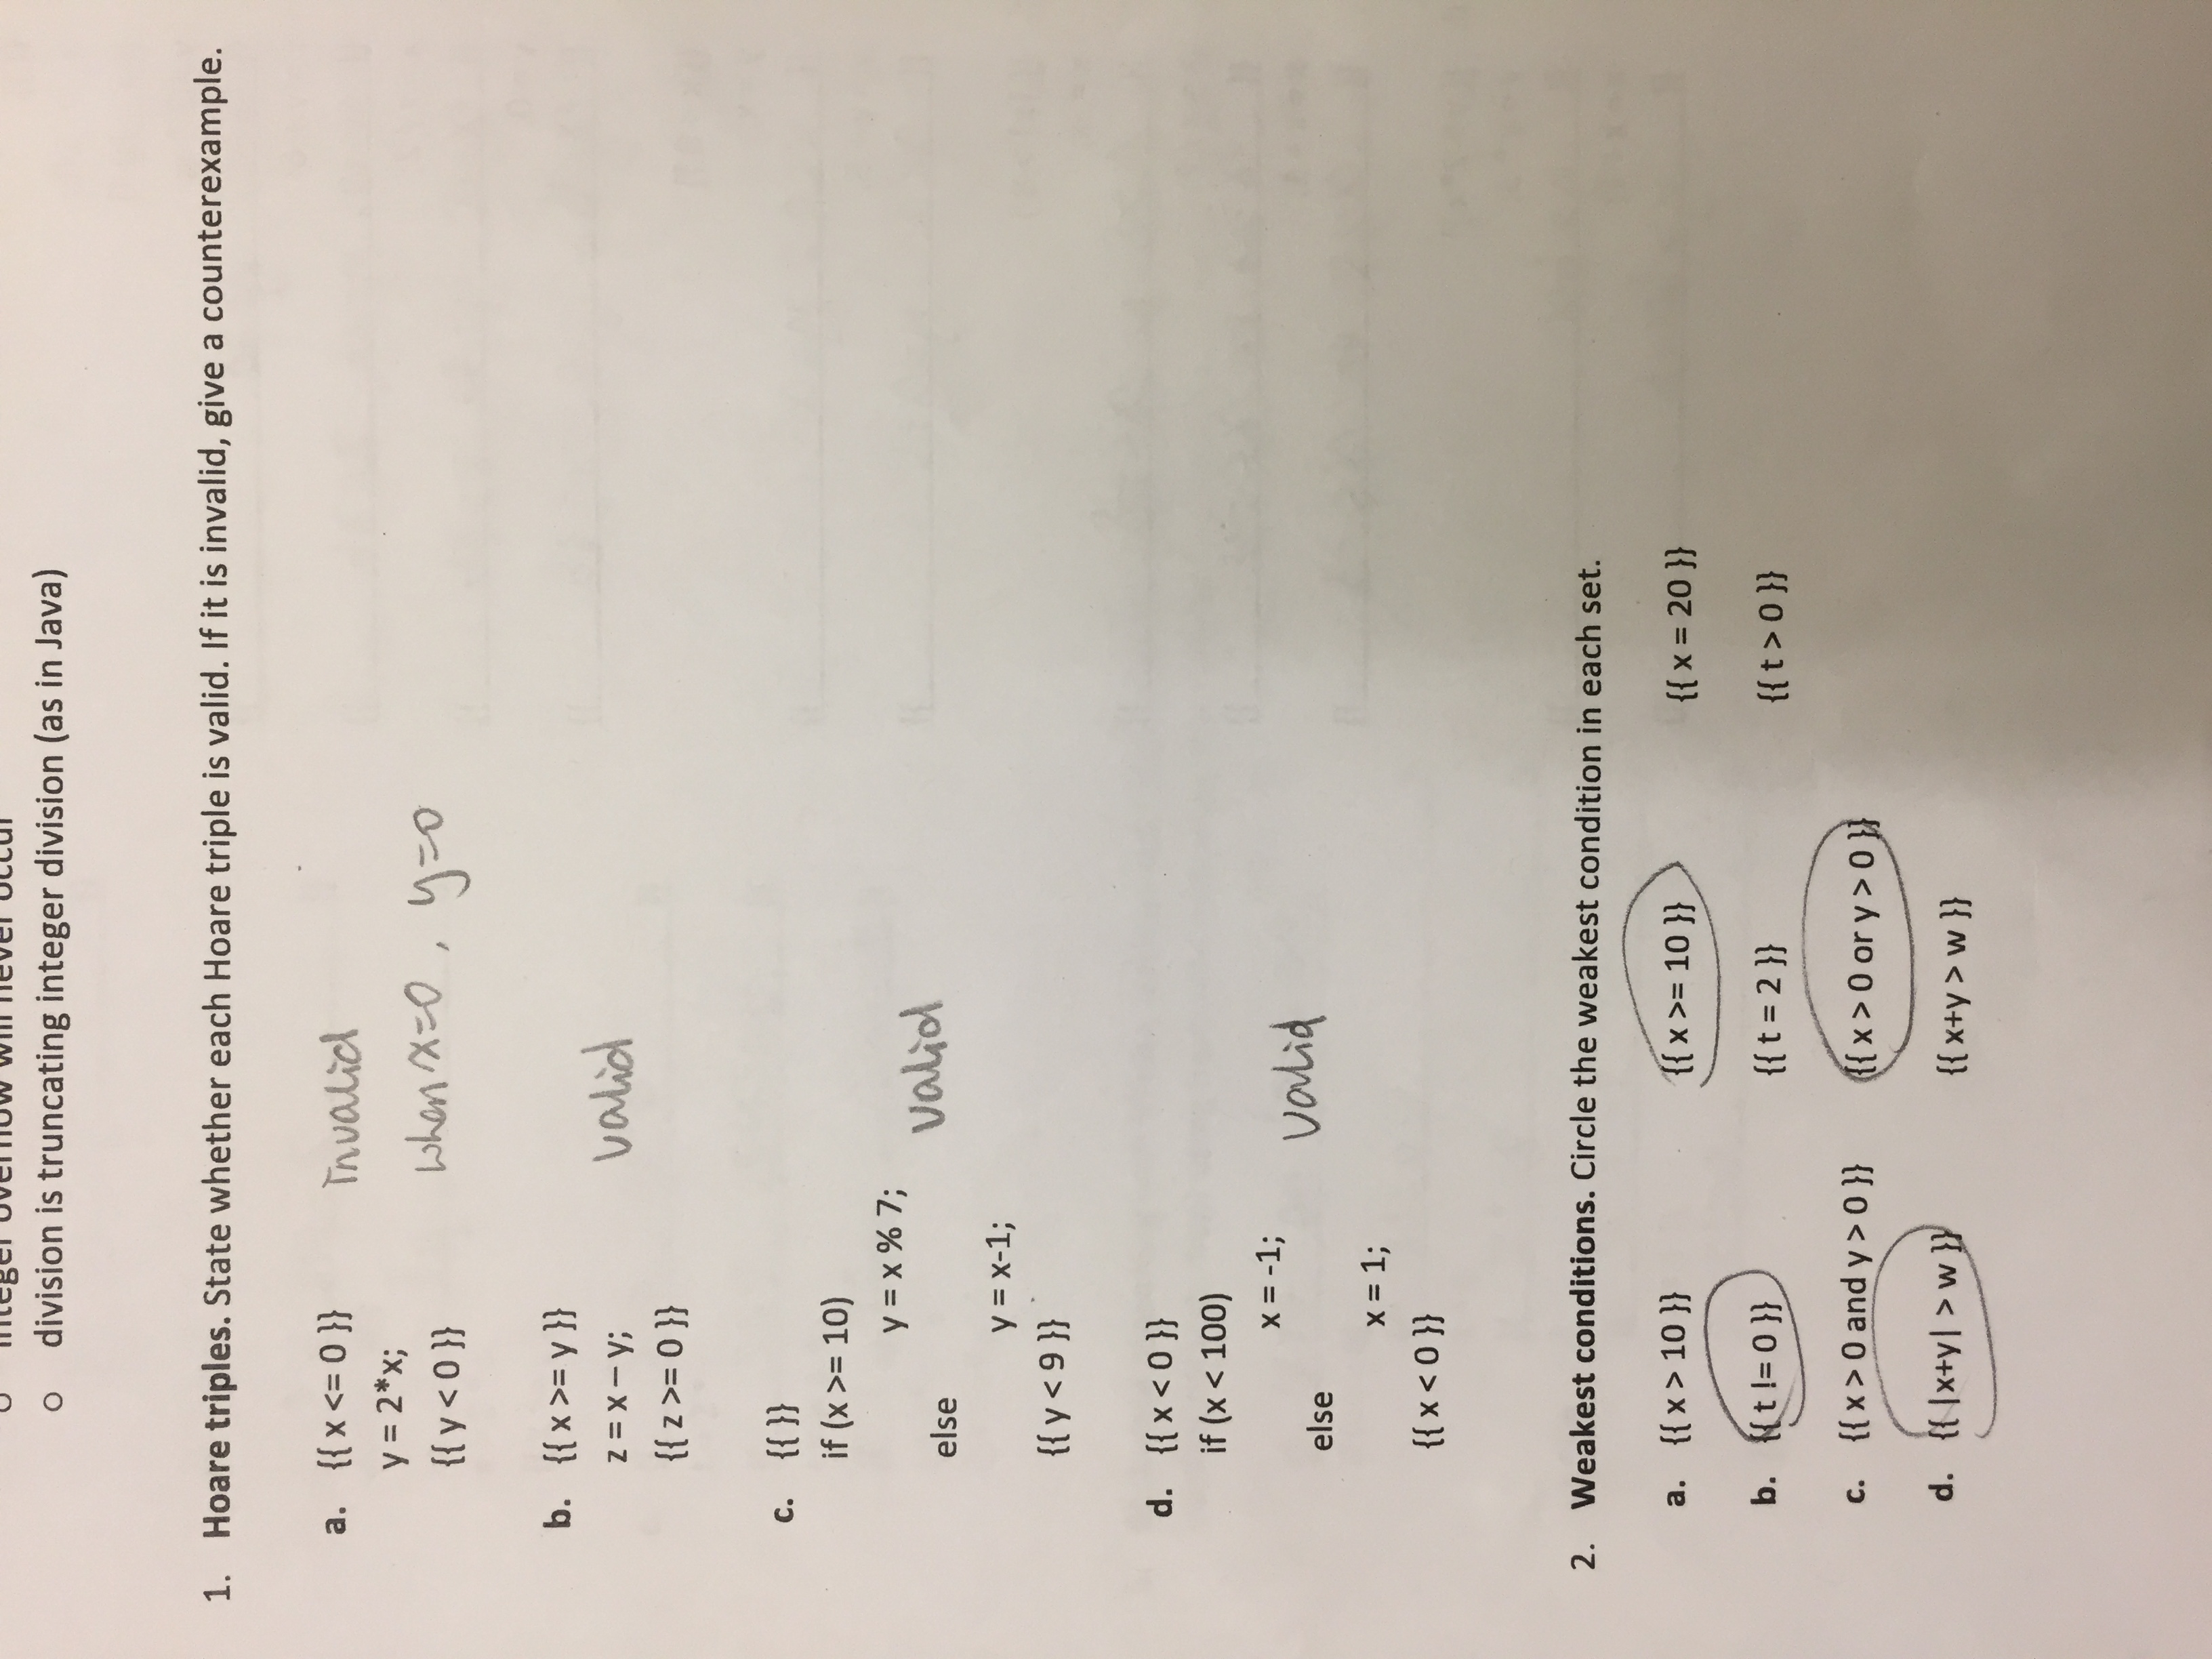 o integer overflow will never occur
o division is truncating integer division (as in Java)
1. Hoare triples. State whether each Hoare triple is valid. If it is invalid, give a counterexample.
a. {{ x <= 0 }} Invalid
y = 2*x;
when x=0, y=0
{{ y < 0 }}
b. {{ x >= y }}
z = x – y; valid
{{ z >= 0 }}
c. {{ }}
if (x >= 10)
y = x % 7;
valid
else
y = x-1;
{{ y < 9 }}
d. {{ x < 0 }}
if (x < 100)
x = -1;
valid
else
x = 1;
{{ x < 0 }}
2. Weakest conditions. Circle the weakest condition in each set.
a. {{ x > 10 }} {{ x >= 10 }} {{ x = 20 }}
b. {{ t != 0 }} {{ t = 2 }} {{ t > 0 }}
c. {{ x > 0 and y > 0 }} {{ x > 0 or y > 0 }}
d. {{ |x+y| > w }} {{ x+y > w }}